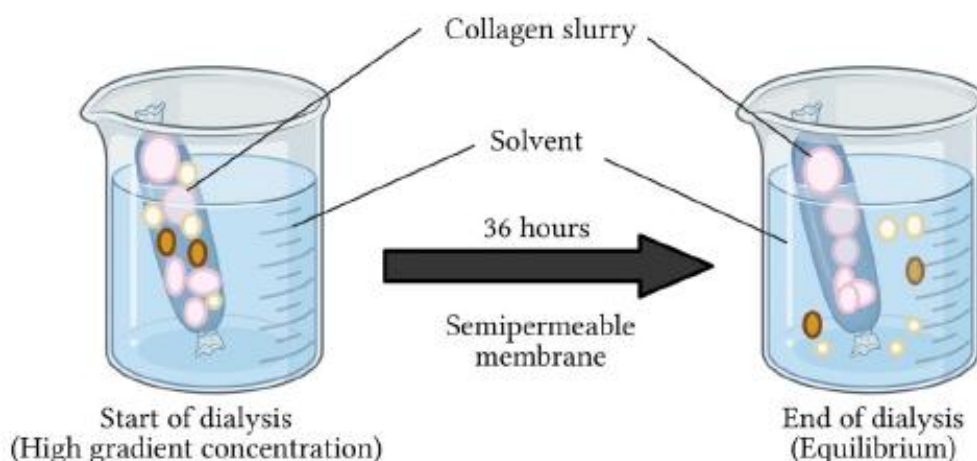 Collagen slurry
Solvent
36 hours
Semipermeable
membrane
Start of dialysis
(High gradient concentration)
End of dialysis
(Equilibrium)